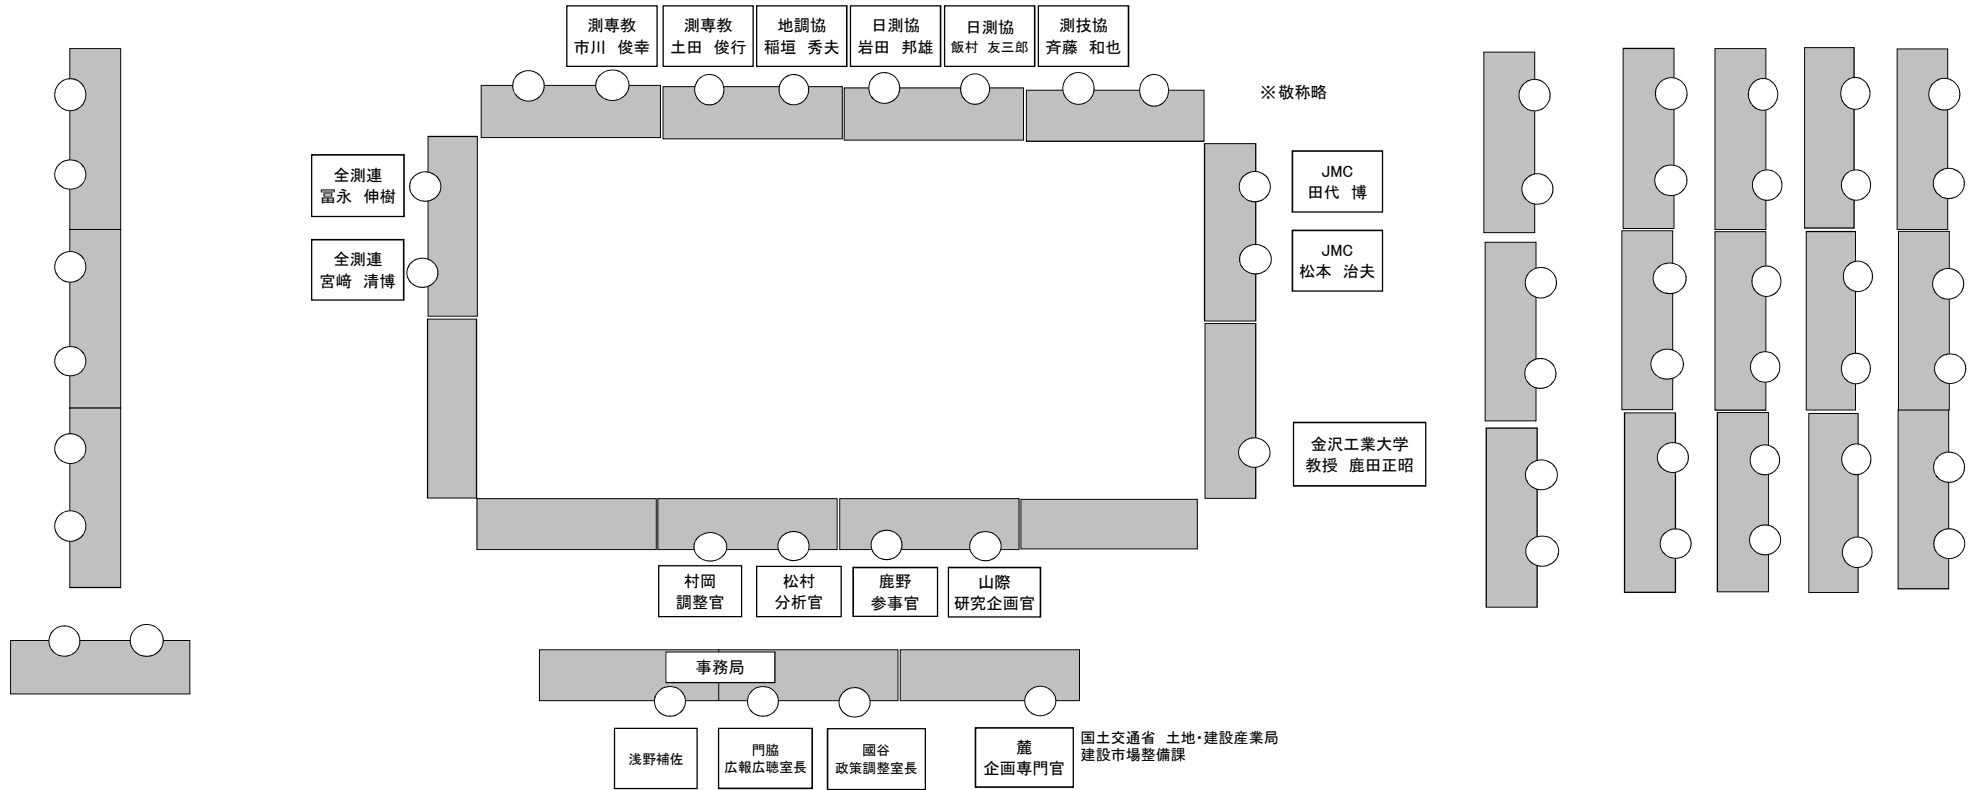 測専教
市川 俊幸
測専教
土田 俊行
地調協
稲垣 秀夫
日測協
岩田 邦雄
日測協
飯村 友三郎
測技協
斉藤 和也
※敬称略
全測連
冨永 伸樹
全測連
宮﨑 清博
JMC
田代 博
JMC
松本 治夫
金沢工業大学
教授 鹿田正昭
村岡
調整官
松村
分析官
鹿野
参事官
山際
研究企画官
事務局
浅野補佐
門脇
広報広聴室長
國谷
政策調整室長
麓
企画専門官
国土交通省 土地・建設産業局
建設市場整備課